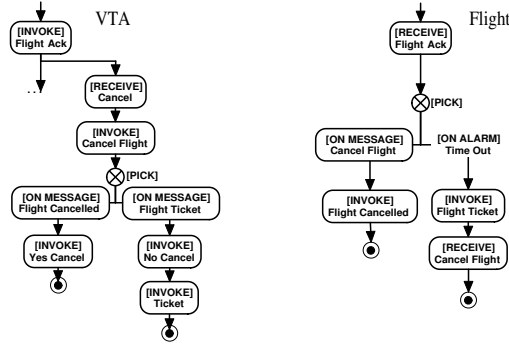 VTA
[INVOKE]
Flight Ack
...
[RECEIVE]
Cancel
[INVOKE]
Cancel Flight
[PICK]
[ON MESSAGE]
Flight Cancelled
[ON MESSAGE]
Flight Ticket
[INVOKE]
Yes Cancel
[INVOKE]
No Cancel
[INVOKE]
Ticket
Flight
[RECEIVE]
Flight Ack
[PICK]
[ON MESSAGE]
Cancel Flight
[ON ALARM]
Time Out
[INVOKE]
Flight Cancelled
[INVOKE]
Flight Ticket
[RECEIVE]
Cancel Flight